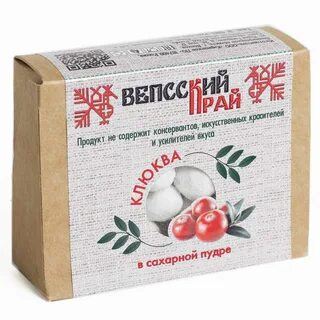 ВЕПССКИЙ
КРАЙ
Продукт не содержит консервантов, искусственных красителей
и усилителей вкуса
КЛЮКВА
в сахарной пудре